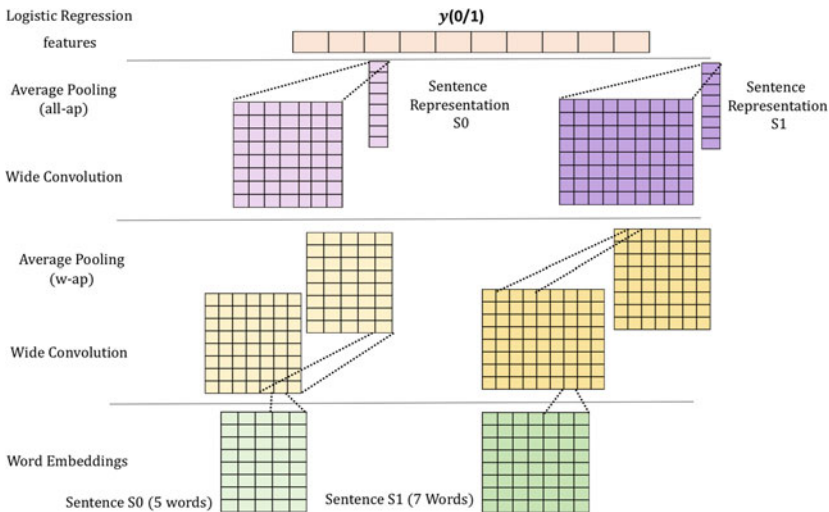 Logistic Regression
features
y(0/1)
Average Pooling
(all-ap)
Sentence
Representation
S0
Sentence
Representation
S1
Wide Convolution
Average Pooling
(w-ap)
Wide Convolution
Word Embeddings
Sentence S0 (5 words)
Sentence S1 (7 Words)